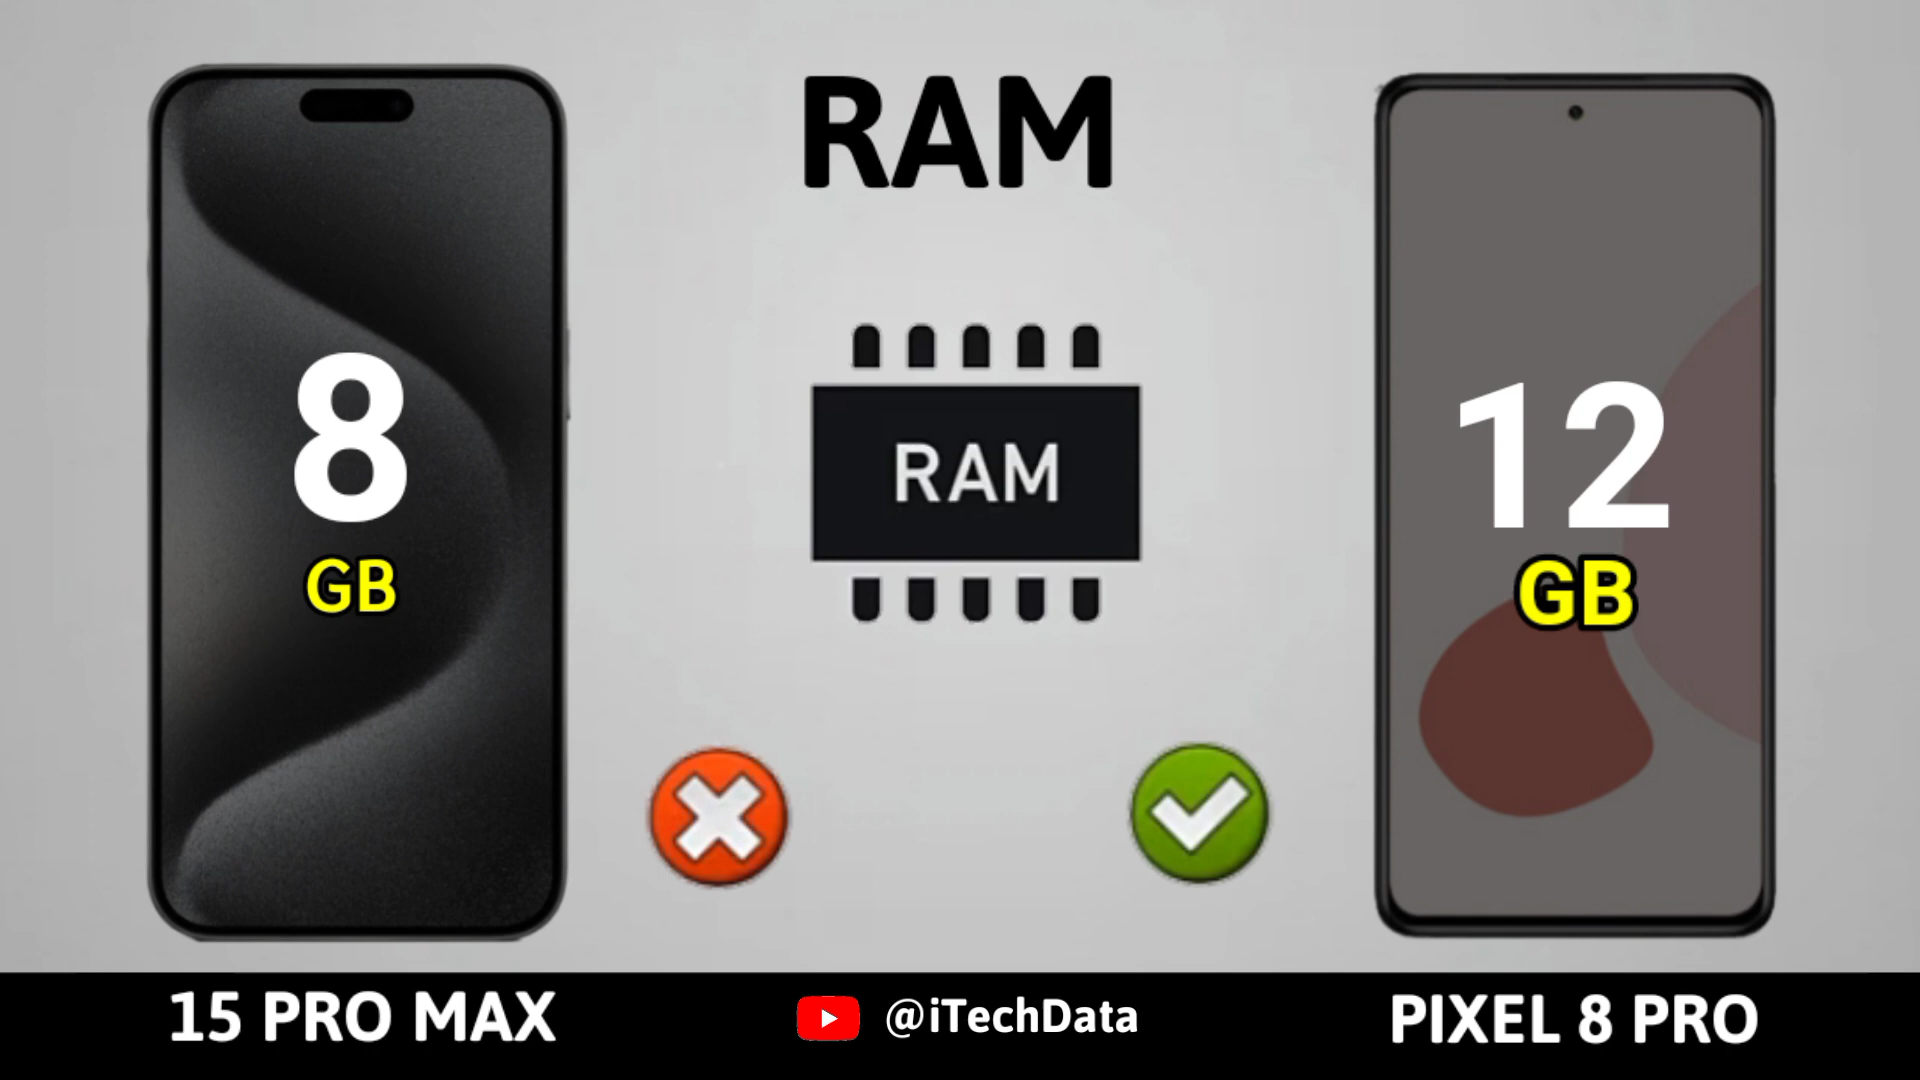 RAM
8
GB
RAM
12
GB
15 PRO MAX
@iTechData
PIXEL 8 PRO